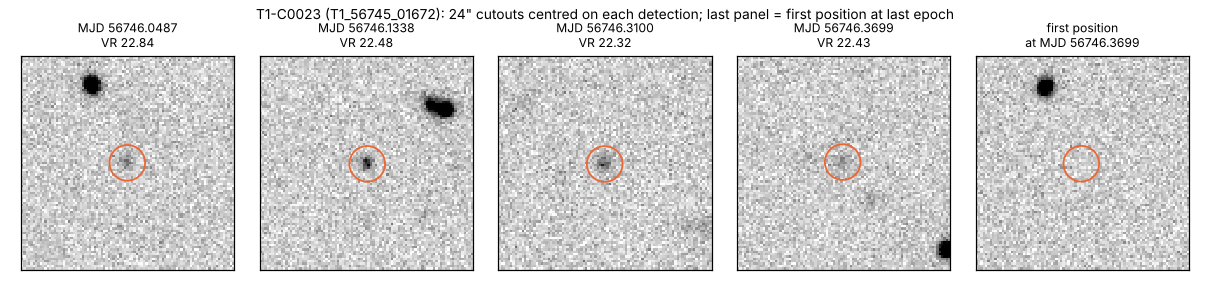 T1-C0023 (T1_56745_01672): 24" cutouts centred on each detection; last panel = first position at last epoch
MJD 56746.0487
VR 22.84
MJD 56746.1338
VR 22.48
MJD 56746.3100
VR 22.32
MJD 56746.3699
VR 22.43
first position
at MJD 56746.3699